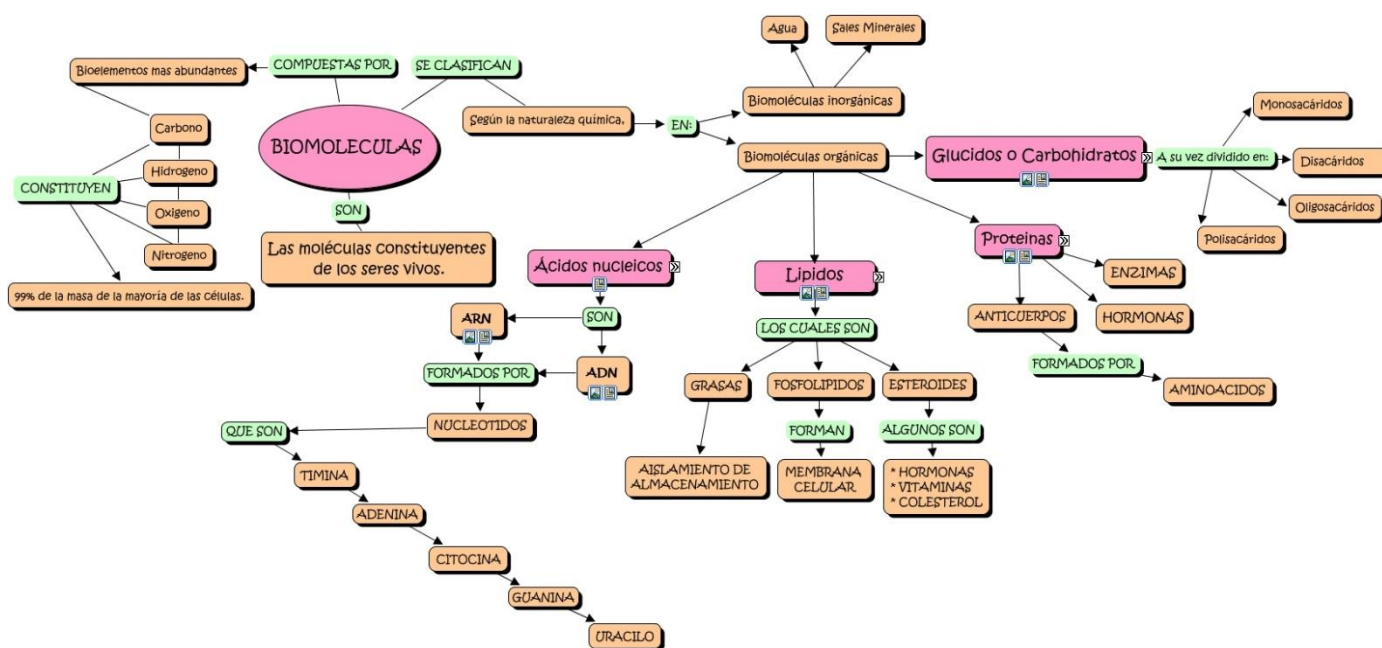 Agua
Sales Minerales
COMPUESTAS POR
SE CLASIFICAN
Bioelementos mas abundantes
Biomoléculas inorgánicas
Monosacáridos
Según la naturaleza química,
EN:
Carbono
BIOMOLECULAS
Biomoléculas orgánicas
Glucidos o Carbohidratos
A su vez dividido en:
Disacáridos
Hidrogeno
CONSTITUYEN
Oxigeno
Oligosacáridos
SON
Nitrogeno
Las moléculas constituyentes
de los seres vivos.
Proteinas
Polisacáridos
Ácidos nucleicos
Lipidos
ENZIMAS
99% de la masa de la mayoría de las células.
ARN
SON
ANTICUERPOS
HORMONAS
LOS CUALES SON
FORMADOS POR
ADN
FORMADOS POR
GRASAS
FOSFOLIPIDOS
ESTEROIDES
AMINOACIDOS
NUCLEOTIDOS
QUE SON
FORMAN
ALGUNOS SON
TIMINA
AISLAMIENTO DE
ALMACENAMIENTO
MEMBRANA
CELULAR
* HORMONAS
* VITAMINAS
* COLESTEROL
ADENINA
CITOCINA
GUANINA
URACILO